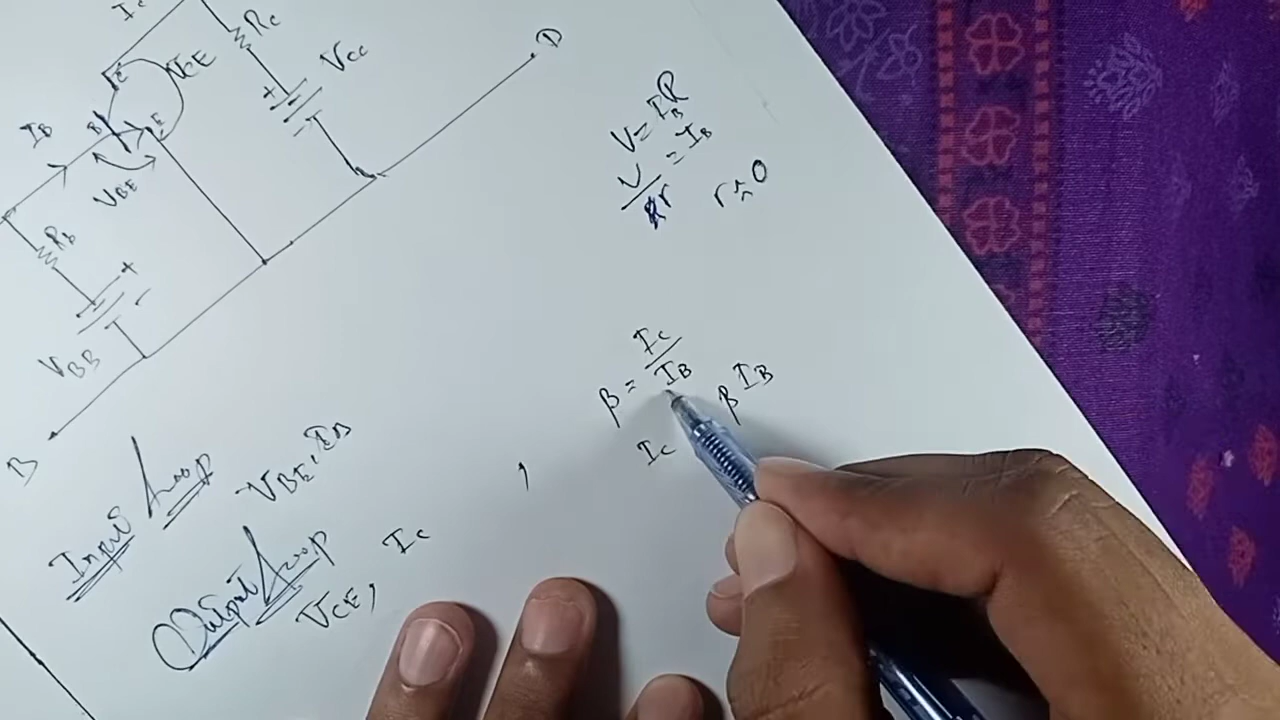 Ic
Rc
VCE
Vcc
D
C
IB
B
E
VBE
RB
+
+
-
VBB
B
V = IBR
V/r = IB
r ≈ 0
β = Ic/IB
βIB
Ic
Input Loop
VBE, IB
Output Loop
VCE, Ic